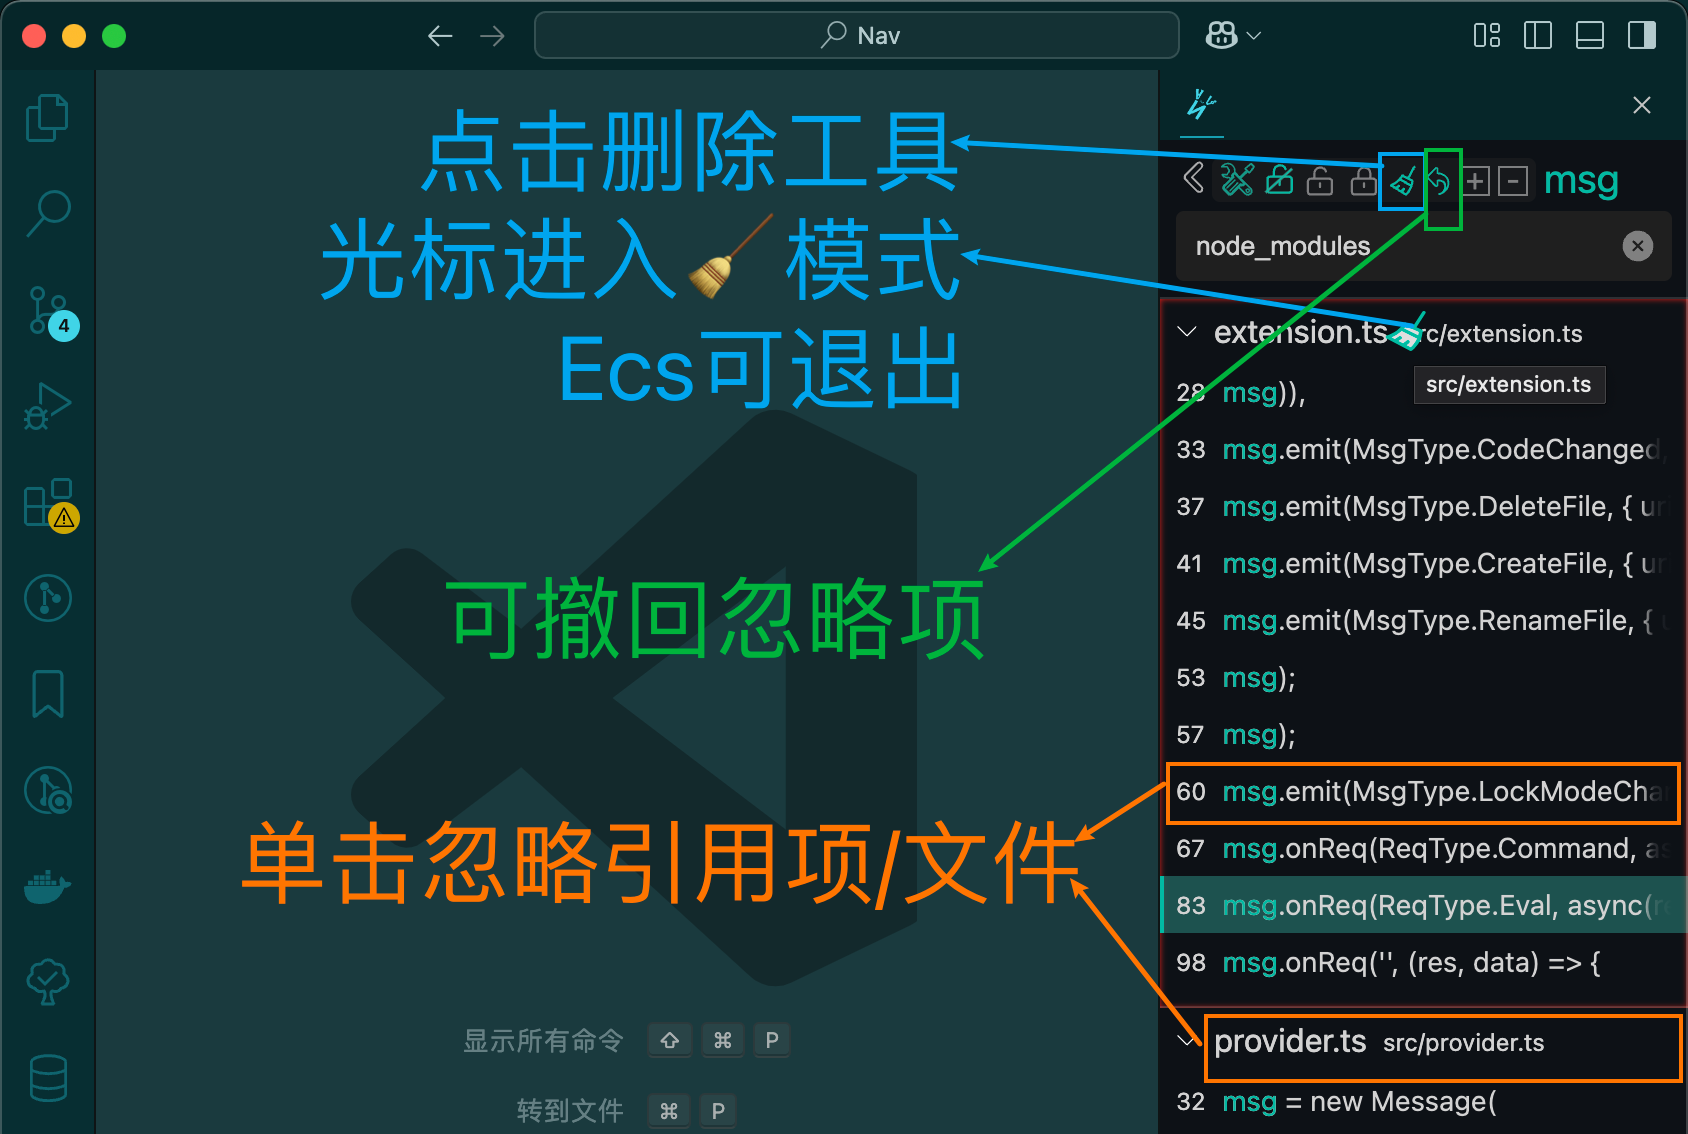 Nav
点击删除工具
光标进入🧹模式
Ecs可退出
可撤回忽略项
单击忽略引用项/文件
显示所有命令 ⇧ ⌘ P
转到文件 ⌘ P
4
msg
node_modules
extension.ts rc/extension.ts
src/extension.ts
28 msg)),
33 msg.emit(MsgType.CodeChanged,
37 msg.emit(MsgType.DeleteFile, { u
41 msg.emit(MsgType.CreateFile, { u
45 msg.emit(MsgType.RenameFile, {
53 msg);
57 msg);
60 msg.emit(MsgType.LockModeCha
67 msg.onReq(ReqType.Command, as
83 msg.onReq(ReqType.Eval, async(re
98 msg.onReq('', (res, data) => {
provider.ts src/provider.ts
32 msg = new Message(